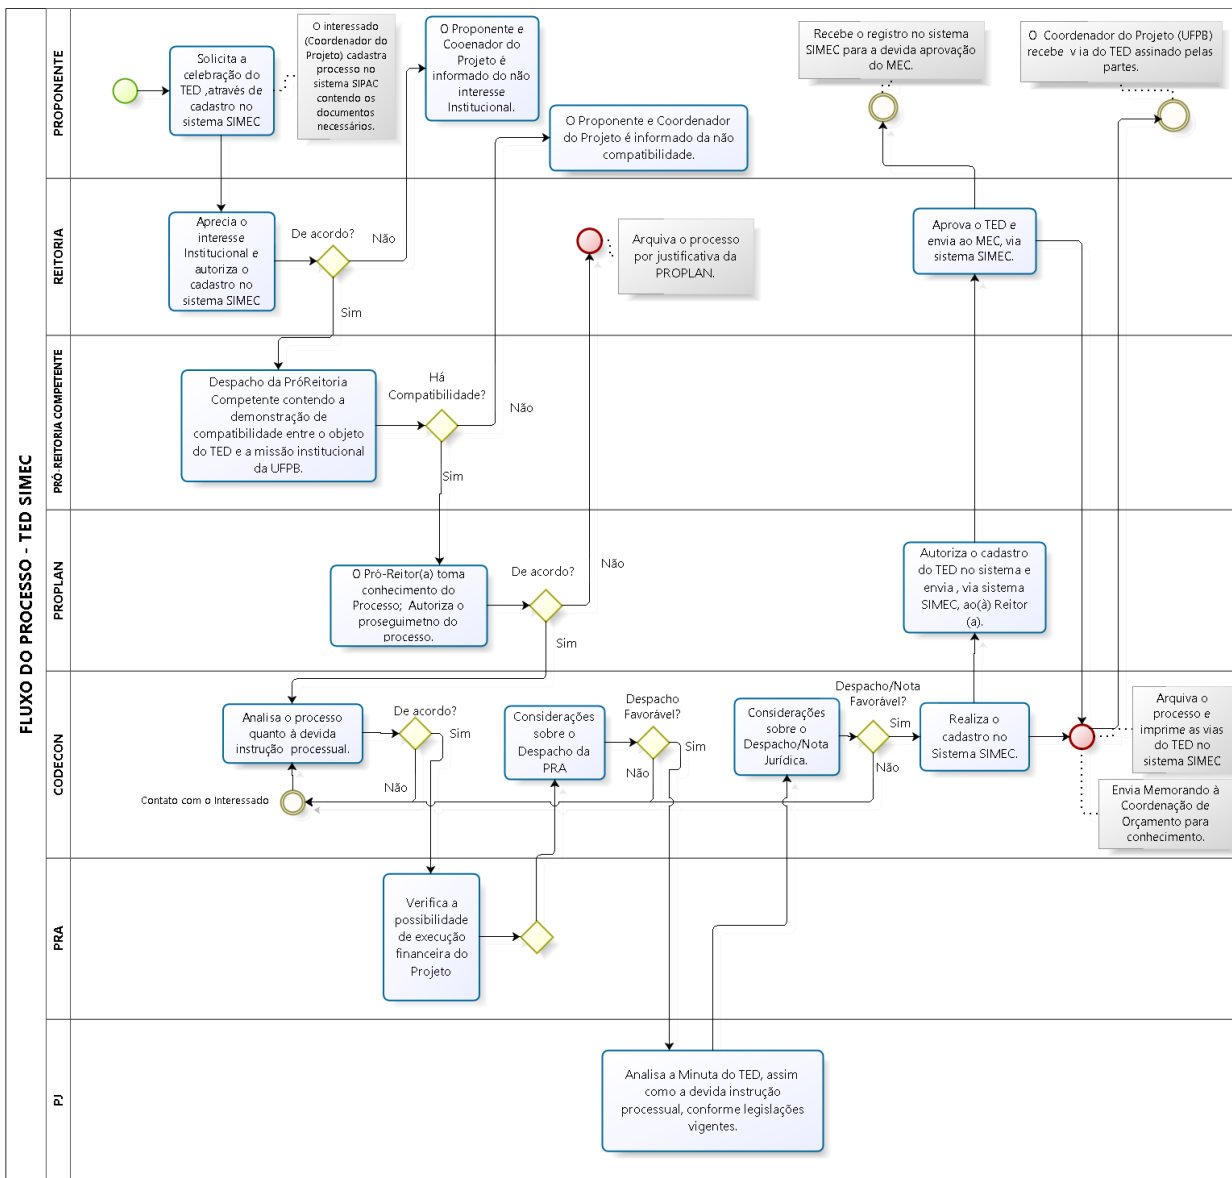 FLUXO DO PROCESSO - TED SIMEC
PROPONENTE
Solicita a
celebração do
TED ,através de
cadastro no
sistema SIMEC
O interessado
(Coordenador do
Projeto) cadastra
processo no
sistema SIPAC
contendo os
documentos
necessários.
O Proponente e
Cooenador do
Projeto é
informado do não
interesse
Institucional.
O Proponente e Coordenador
do Projeto é informado da não
compatibilidade.
Recebe o registro no sistema
SIMEC para a devida aprovação
do MEC.
O Coordenador do Projeto (UFPB)
recebe v ia do TED assinado pelas
partes.
REITORIA
Aprecia o
interesse
Institucional e
autoriza o
cadastro no
sistema SIMEC
De acordo?
Não
Sim
Arquiva o processo
por justificativa da
PROPLAN.
Aprova o TED e
envia ao MEC, via
sistema SIMEC.
PRÓ-REITORIA COMPETENTE
Despacho da PróReitoria
Competente contendo a
demonstração de
compatibilidade entre o objeto
do TED e a missão institucional
da UFPB.
Há
Compatibilidade?
Não
Sim
PROPLAN
O Pró-Reitor(a) toma
conhecimento do
Processo; Autoriza o
proseguimetno do
processo.
De acordo?
Não
Sim
Autoriza o cadastro
do TED no sistema e
envia , via sistema
SIMEC, ao(à) Reitor
(a).
CODECON
Analisa o processo
quanto à devida
instrução processual.
De acordo?
Sim
Não
Contato com o Interessado
Considerações
sobre o
Despacho da
PRA
Despacho
Favorável?
Sim
Não
Considerações
sobre o
Despacho/Nota
Jurídica.
Despacho/Nota
Favorável?
Sim
Não
Realiza o
cadastro no
Sistema SIMEC.
Arquiva o
processo e
imprime as vias
do TED no
sistema SIMEC
Envia Memorando à
Coordenação de
Orçamento para
conhecimento.
PRA
Verifica a
possibilidade
de execução
financeira do
Projeto
PJ
Analisa a Minuta do TED, assim
como a devida instrução
processual, conforme legislações
vigentes.